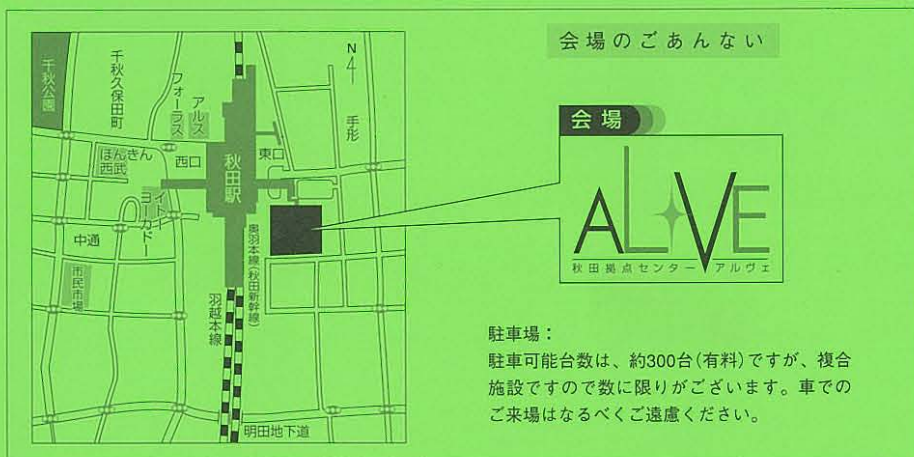 会場のごあんない
会場
ALIVE
秋田拠点センター アルヴェ
駐車場：
駐車可能台数は、約300台(有料)ですが、複合
施設ですので数に限りがございます。車での
ご来場はなるべくご遠慮ください。
N
千秋公園
千秋久保田町
フォーラス
アルス
手形
ほんきん
西武
西口
秋田駅
東口
イトー
ヨーカドー
中通
市民市場
奥羽本線(秋田新幹線)
羽越本線
明田地下道